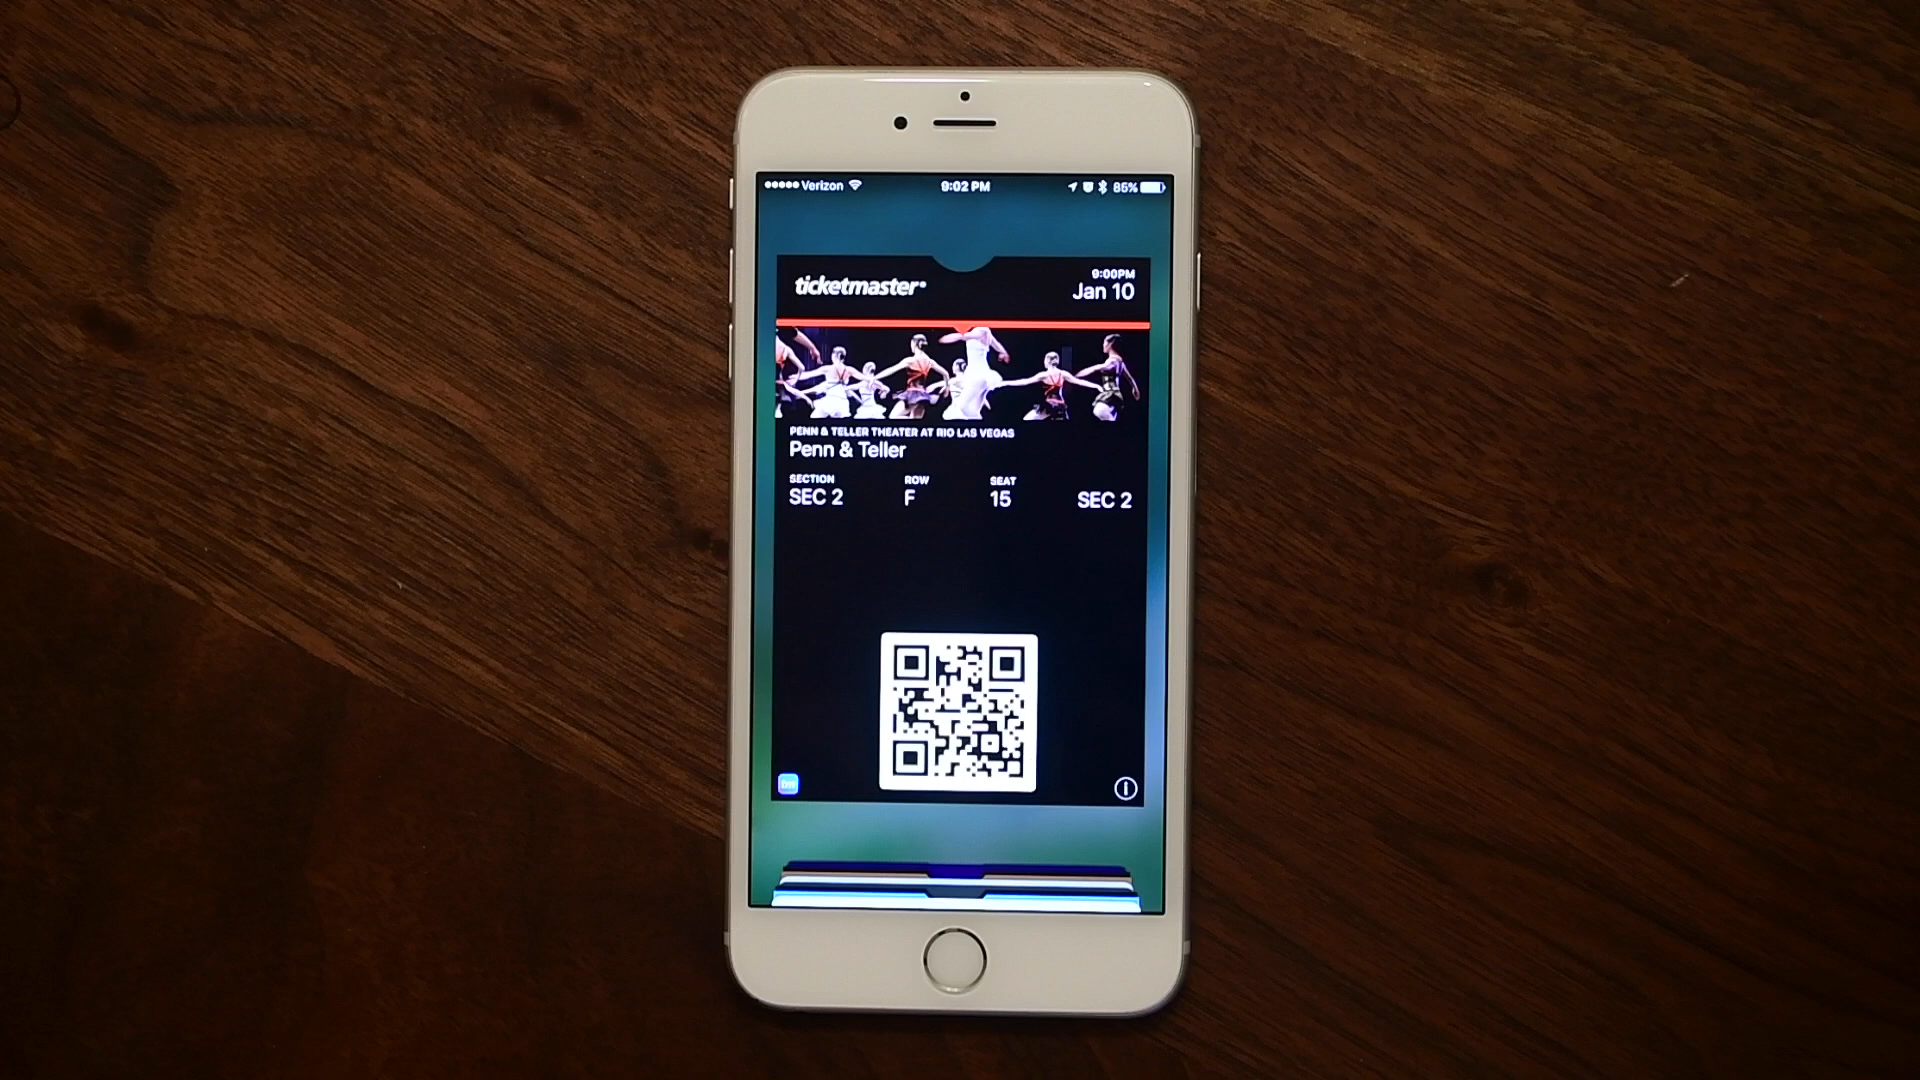 ●●●●● Verizon 9:02 PM 85%
ticketmaster®
9:00PM
Jan 10
PENN & TELLER THEATER AT RIO LAS VEGAS
Penn & Teller
SECTION ROW SEAT
SEC 2 F 15 SEC 2